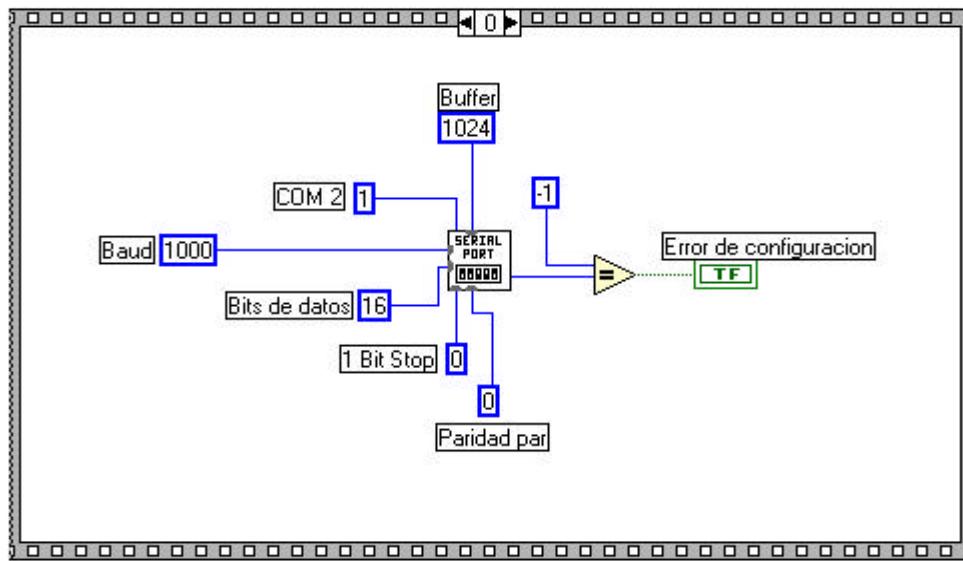 0
Buffer
1024
COM 2 1
-1
Baud 1000
SERIAL
PORT
Error de configuracion
=
TF
Bits de datos 16
1 Bit Stop 0
0
Paridad par